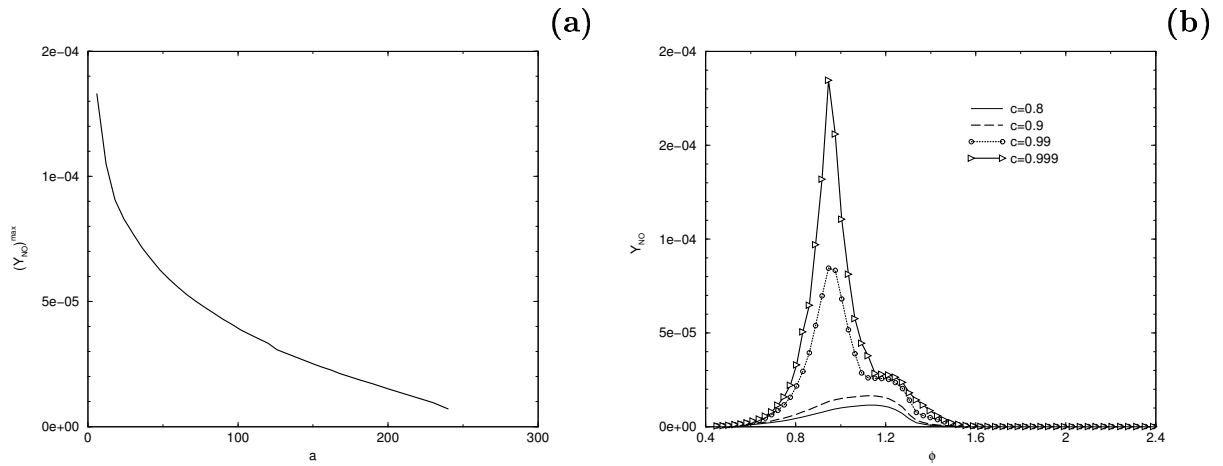 (a)
2e−04
1e−04
5e−05
0e+00
0
100
200
300
(Y_NO)^max
a
(b)
2e−04
2e−04
1e−04
5e−05
0e+00
0.4
0.8
1.2
1.6
2
2.4
Y_NO
ϕ
c=0.8
c=0.9
c=0.99
c=0.999